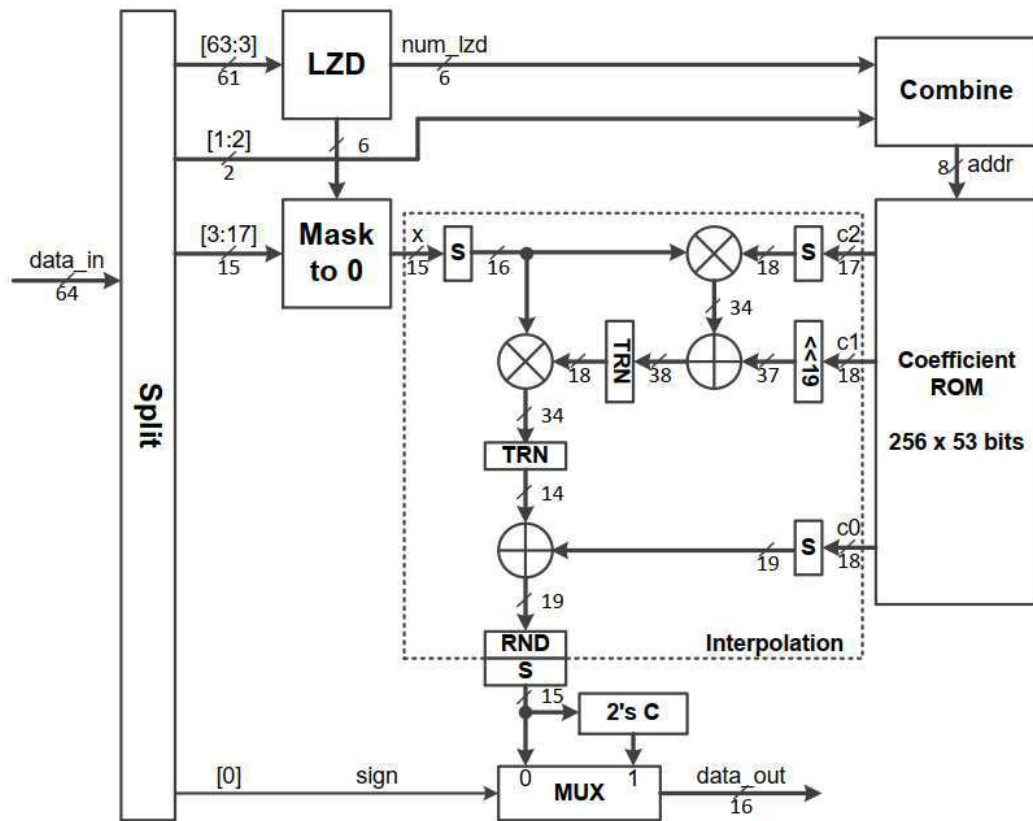 [63:3]
61
LZD
num_lzd
6
Combine
[1:2]
2
6
8
addr
[3:17]
15
Mask
to 0
x
15
S
16
18
S
c2
17
data_in
64
34
TRN
18
38
37
<<19
c1
18
Coefficient
ROM
256 x 53 bits
Split
34
TRN
14
19
S
c0
18
19
RND
S
Interpolation
15
2's C
[0]
sign
0
1
MUX
data_out
16